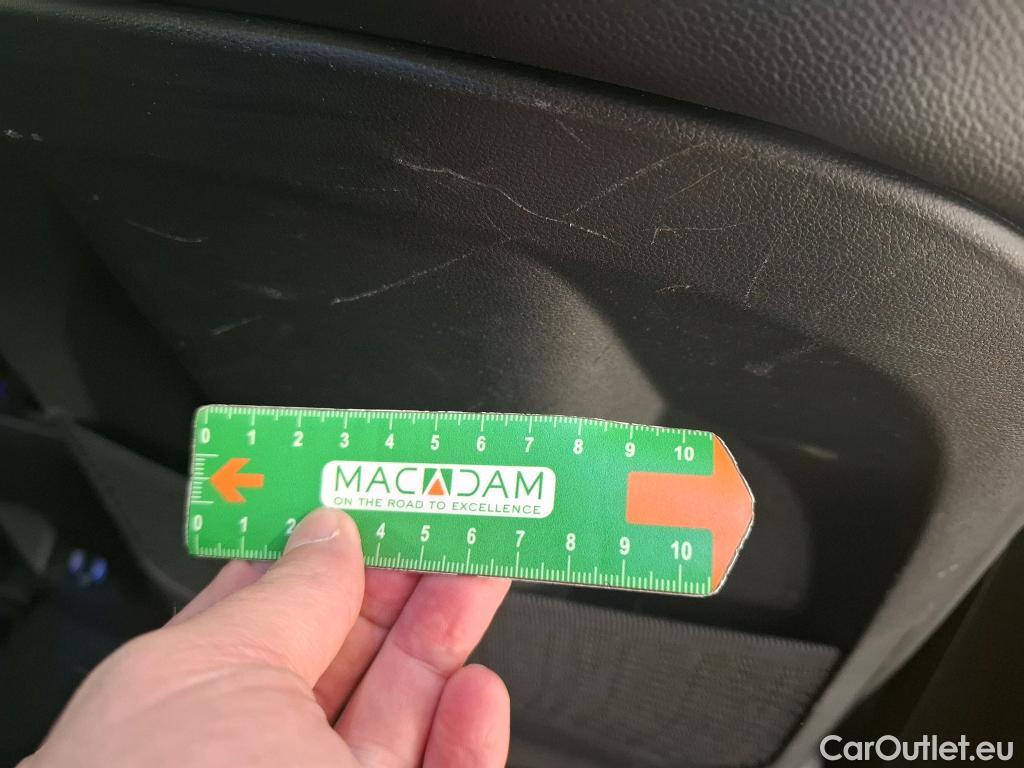 0 1 2 3 4 5 6 7 8 9 10
MACADAM
ON THE ROAD TO EXCELLENCE
0 1 2 4 5 6 7 8 9 10
CarOutlet.eu